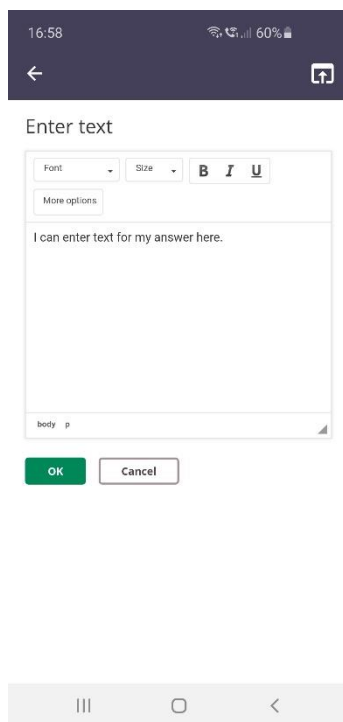 16:58
60%
Enter text
Font
Size
B I U
More options
I can enter text for my answer here.
body p
OK
Cancel